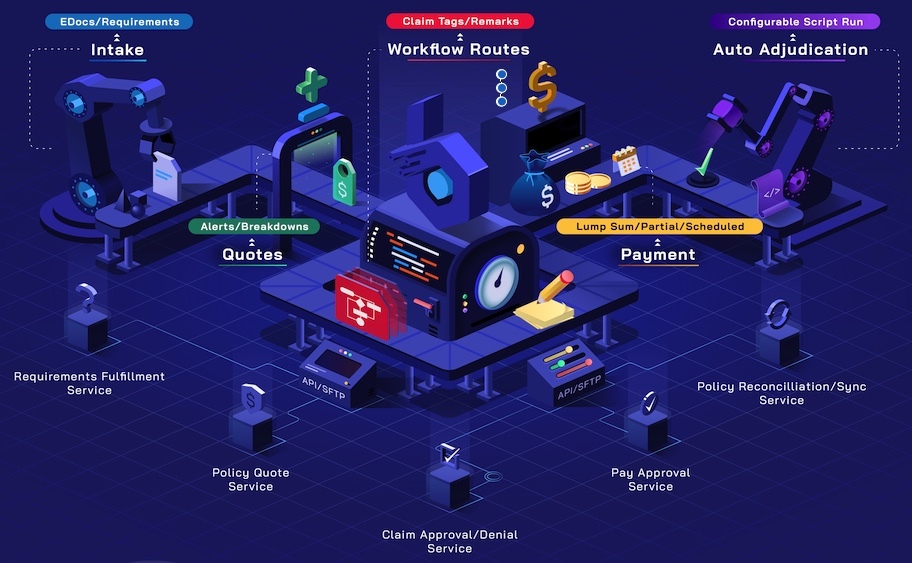 EDocs/Requirements
Intake
Claim Tags/Remarks
Workflow Routes
Configurable Script Run
Auto Adjudication
$
$
$
</>
Alerts/Breakdowns
Quotes
Lump Sum/Partial/Scheduled
Payment
API/SFTP
API/SFTP
Requirements Fulfillment
Service
$
Policy Quote
Service
Claim Approval/Denial
Service
Pay Approval
Service
Policy Reconcilliation/Sync
Service